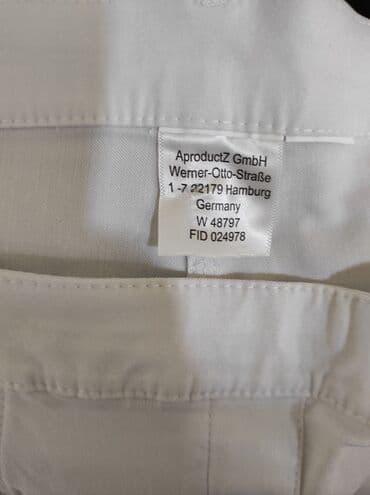 AproductZ GmbH
Werner-Otto-Straße
1 -7 22179 Hamburg
Germany
W 48797
FID 024978